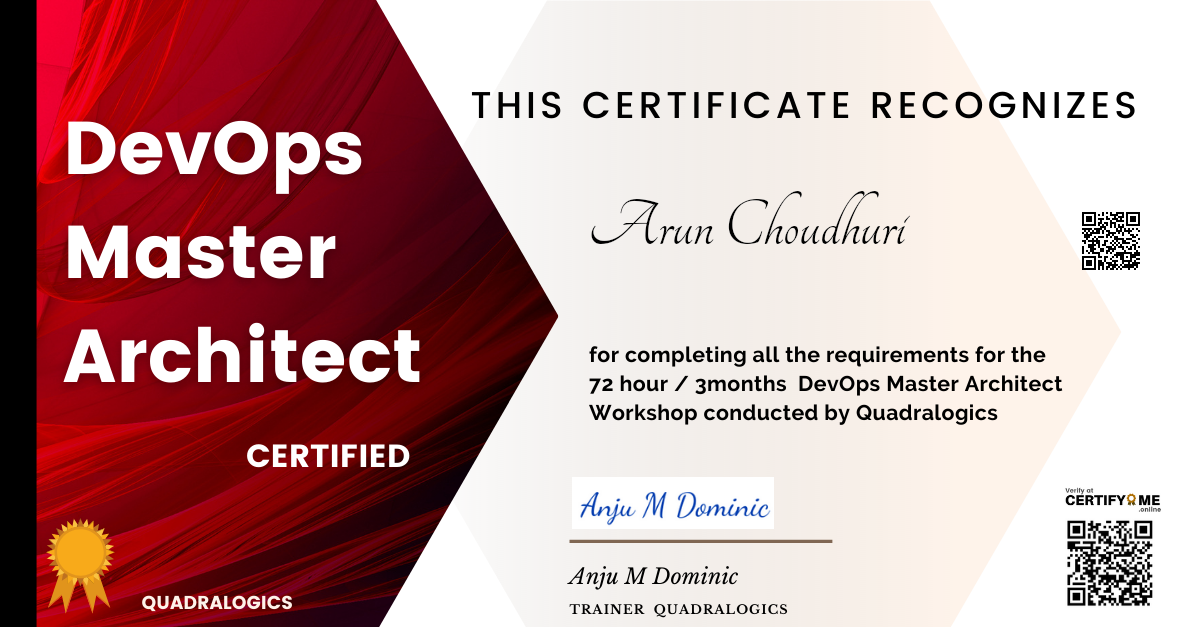 DevOps
Master
Architect
CERTIFIED
QUADRALOGICS
THIS CERTIFICATE RECOGNIZES
Arun Choudhuri
for completing all the requirements for the
72 hour / 3months DevOps Master Architect
Workshop conducted by Quadralogics
Anju M Dominic
Anju M Dominic
TRAINER QUADRALOGICS
Verify at
CERTIFYME
.online